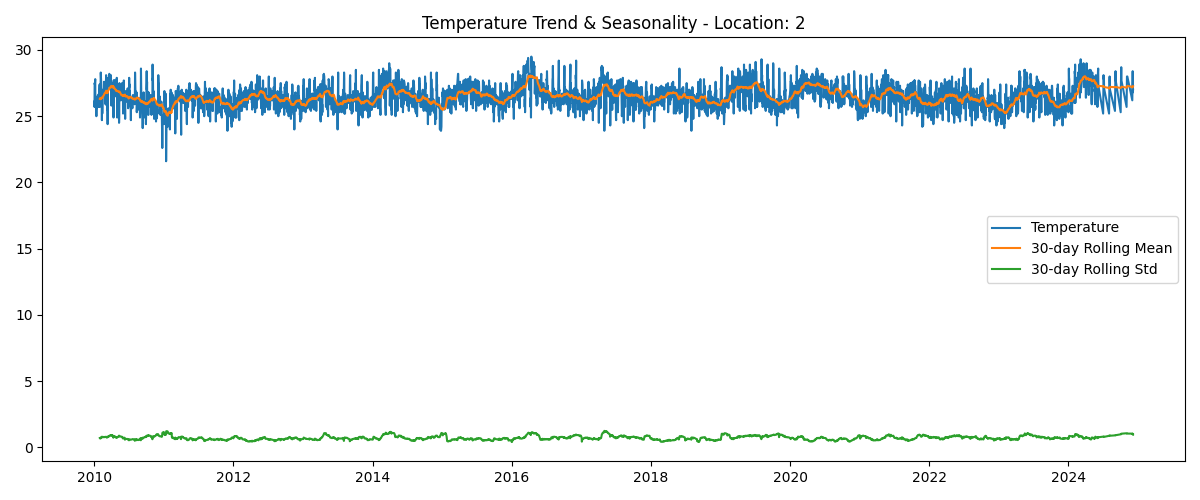 Temperature Trend & Seasonality - Location: 2
30
25
20
15
10
5
0
Temperature
30-day Rolling Mean
30-day Rolling Std
2010 2012 2014 2016 2018 2020 2022 2024